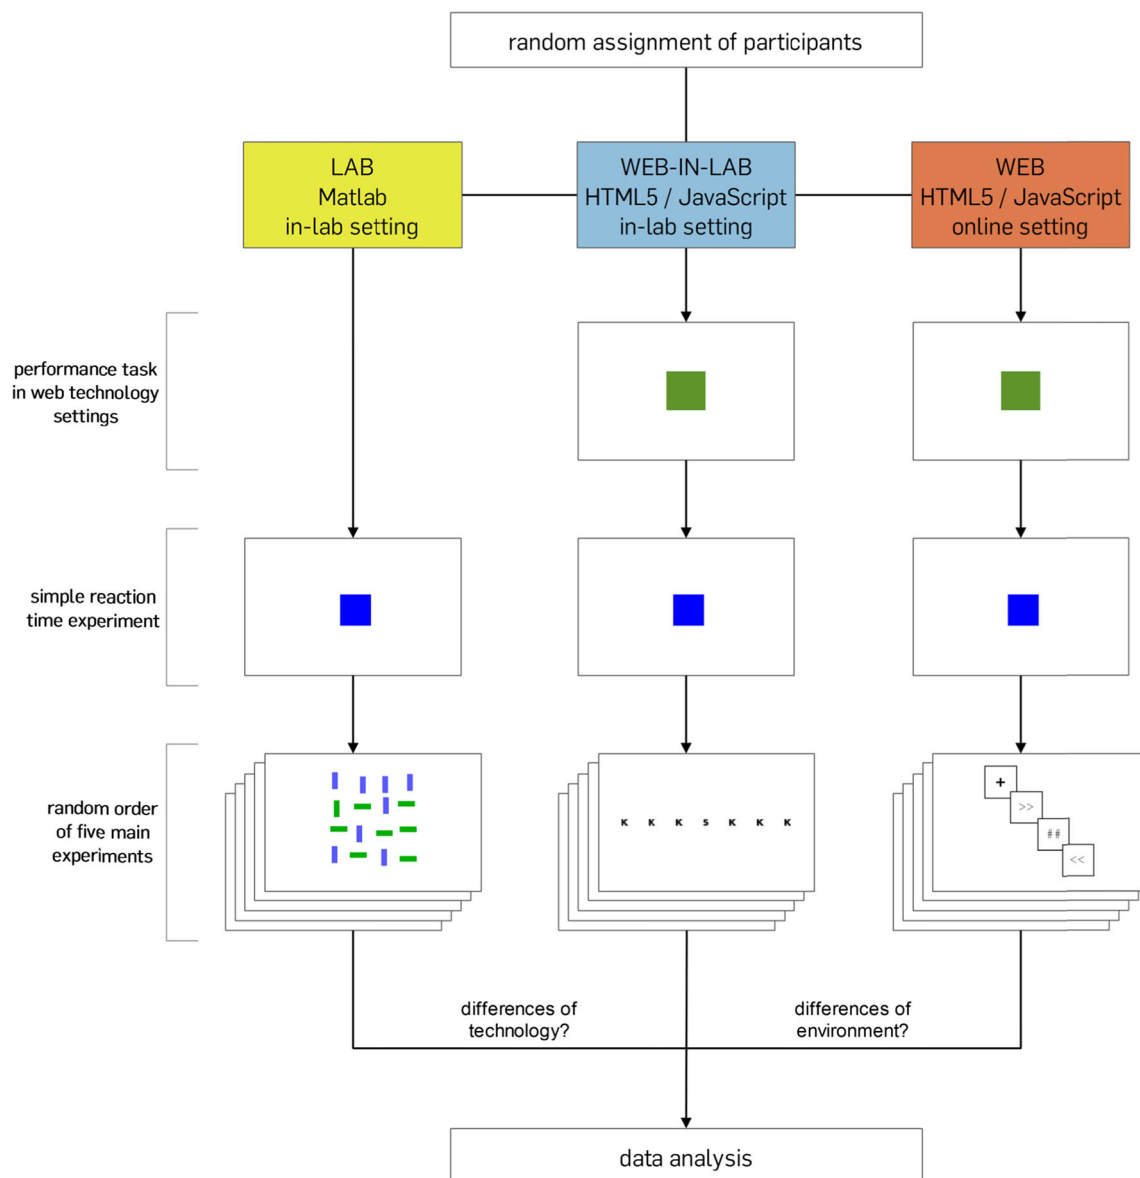 random assignment of participants
LAB
Matlab
in-lab setting
WEB-IN-LAB
HTML5 / JavaScript
in-lab setting
WEB
HTML5 / JavaScript
online setting
performance task
in web technology
settings
simple reaction
time experiment
random order
of five main
experiments
K K K S K K K
+
>>
##
<<
differences of
technology?
differences of
environment?
data analysis